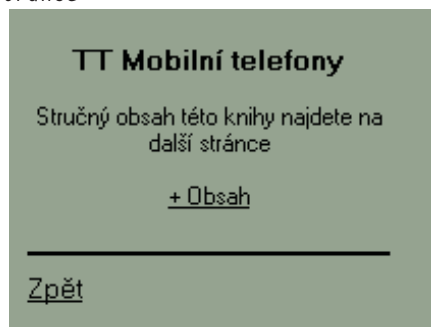 TT Mobilní telefony
Stručný obsah této knihy najdete na
další stránce
+ Obsah
Zpět